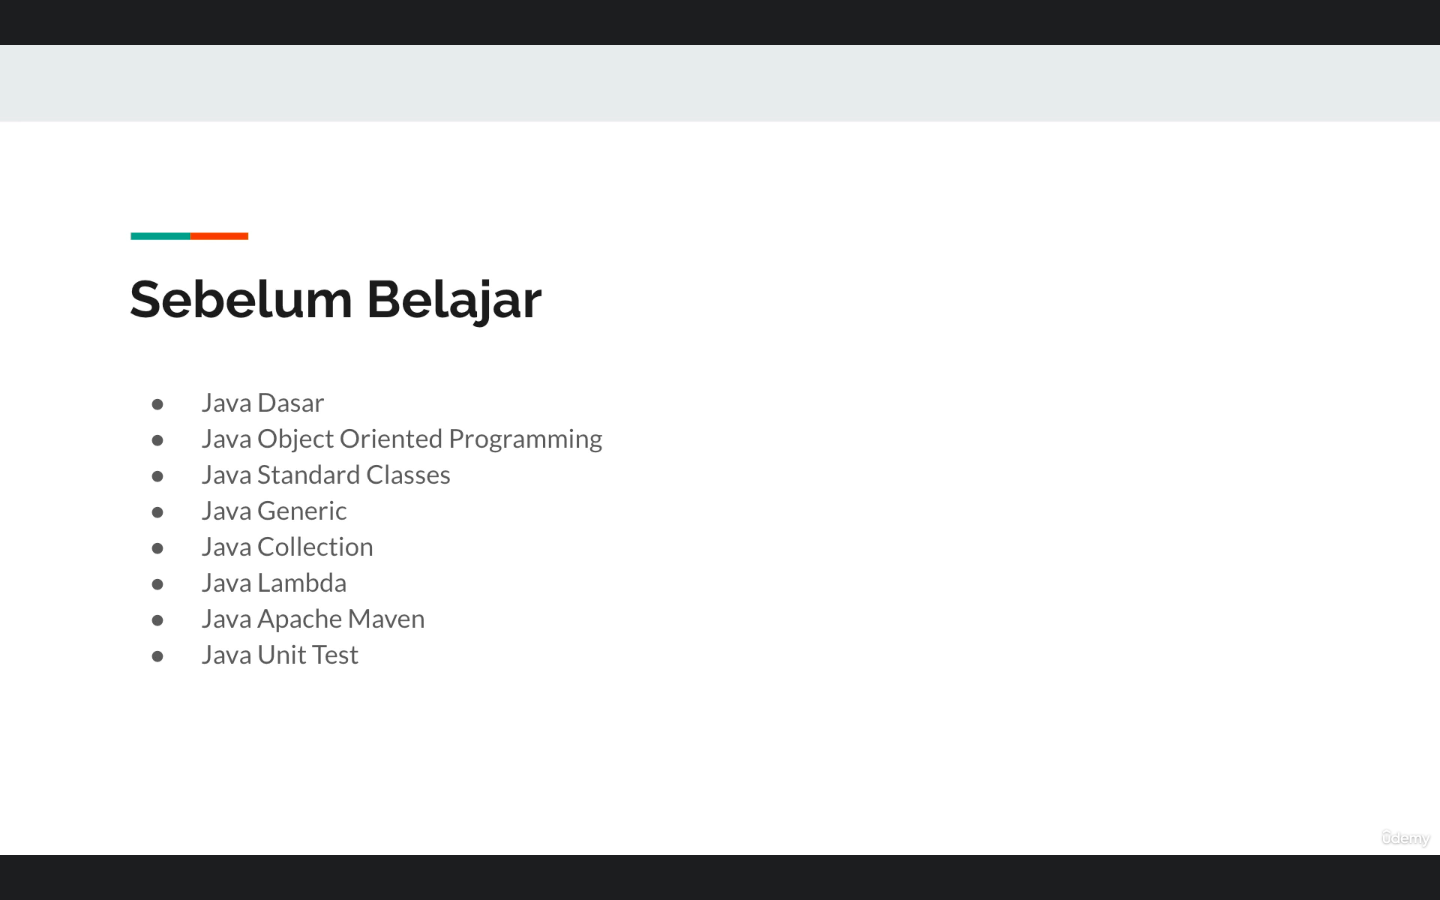 Sebelum Belajar
● Java Dasar
● Java Object Oriented Programming
● Java Standard Classes
● Java Generic
● Java Collection
● Java Lambda
● Java Apache Maven
● Java Unit Test
ûdemy